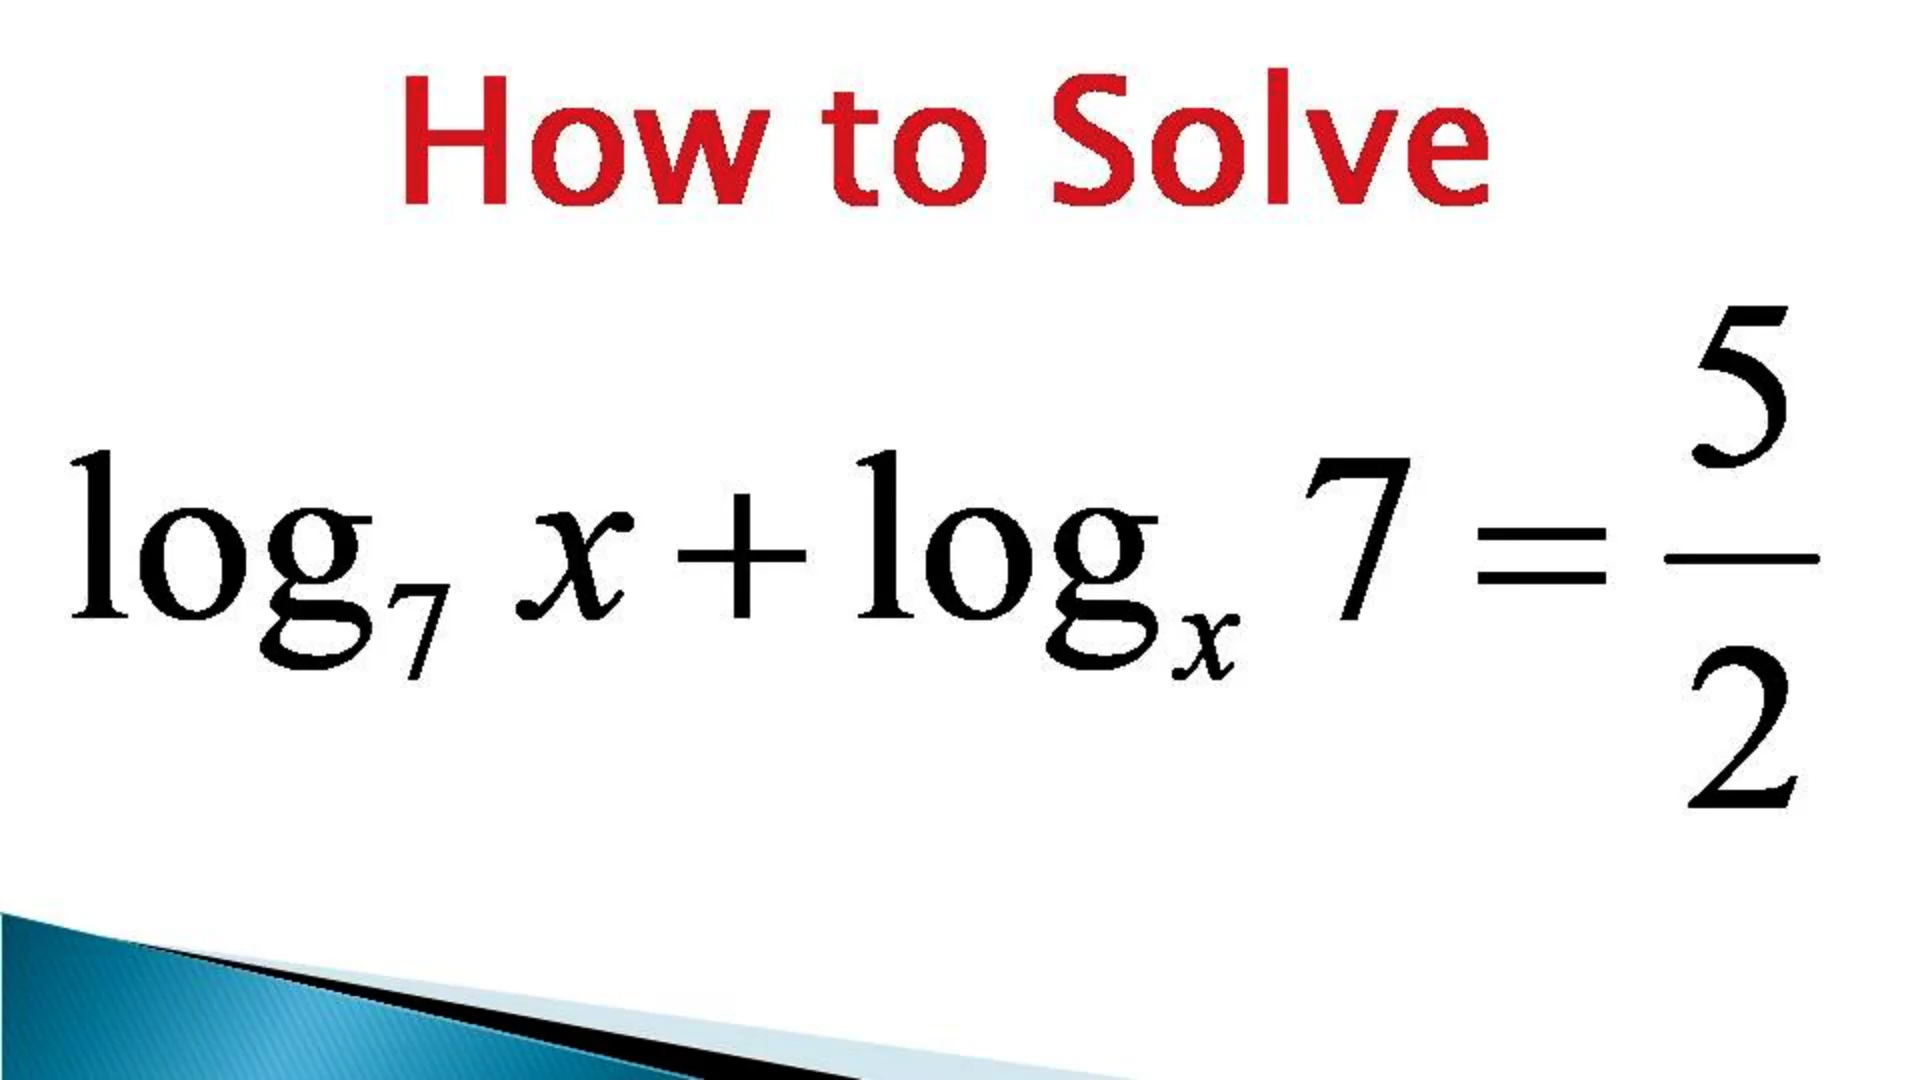 How to Solve
log₇ x + logₓ 7 = 5/2